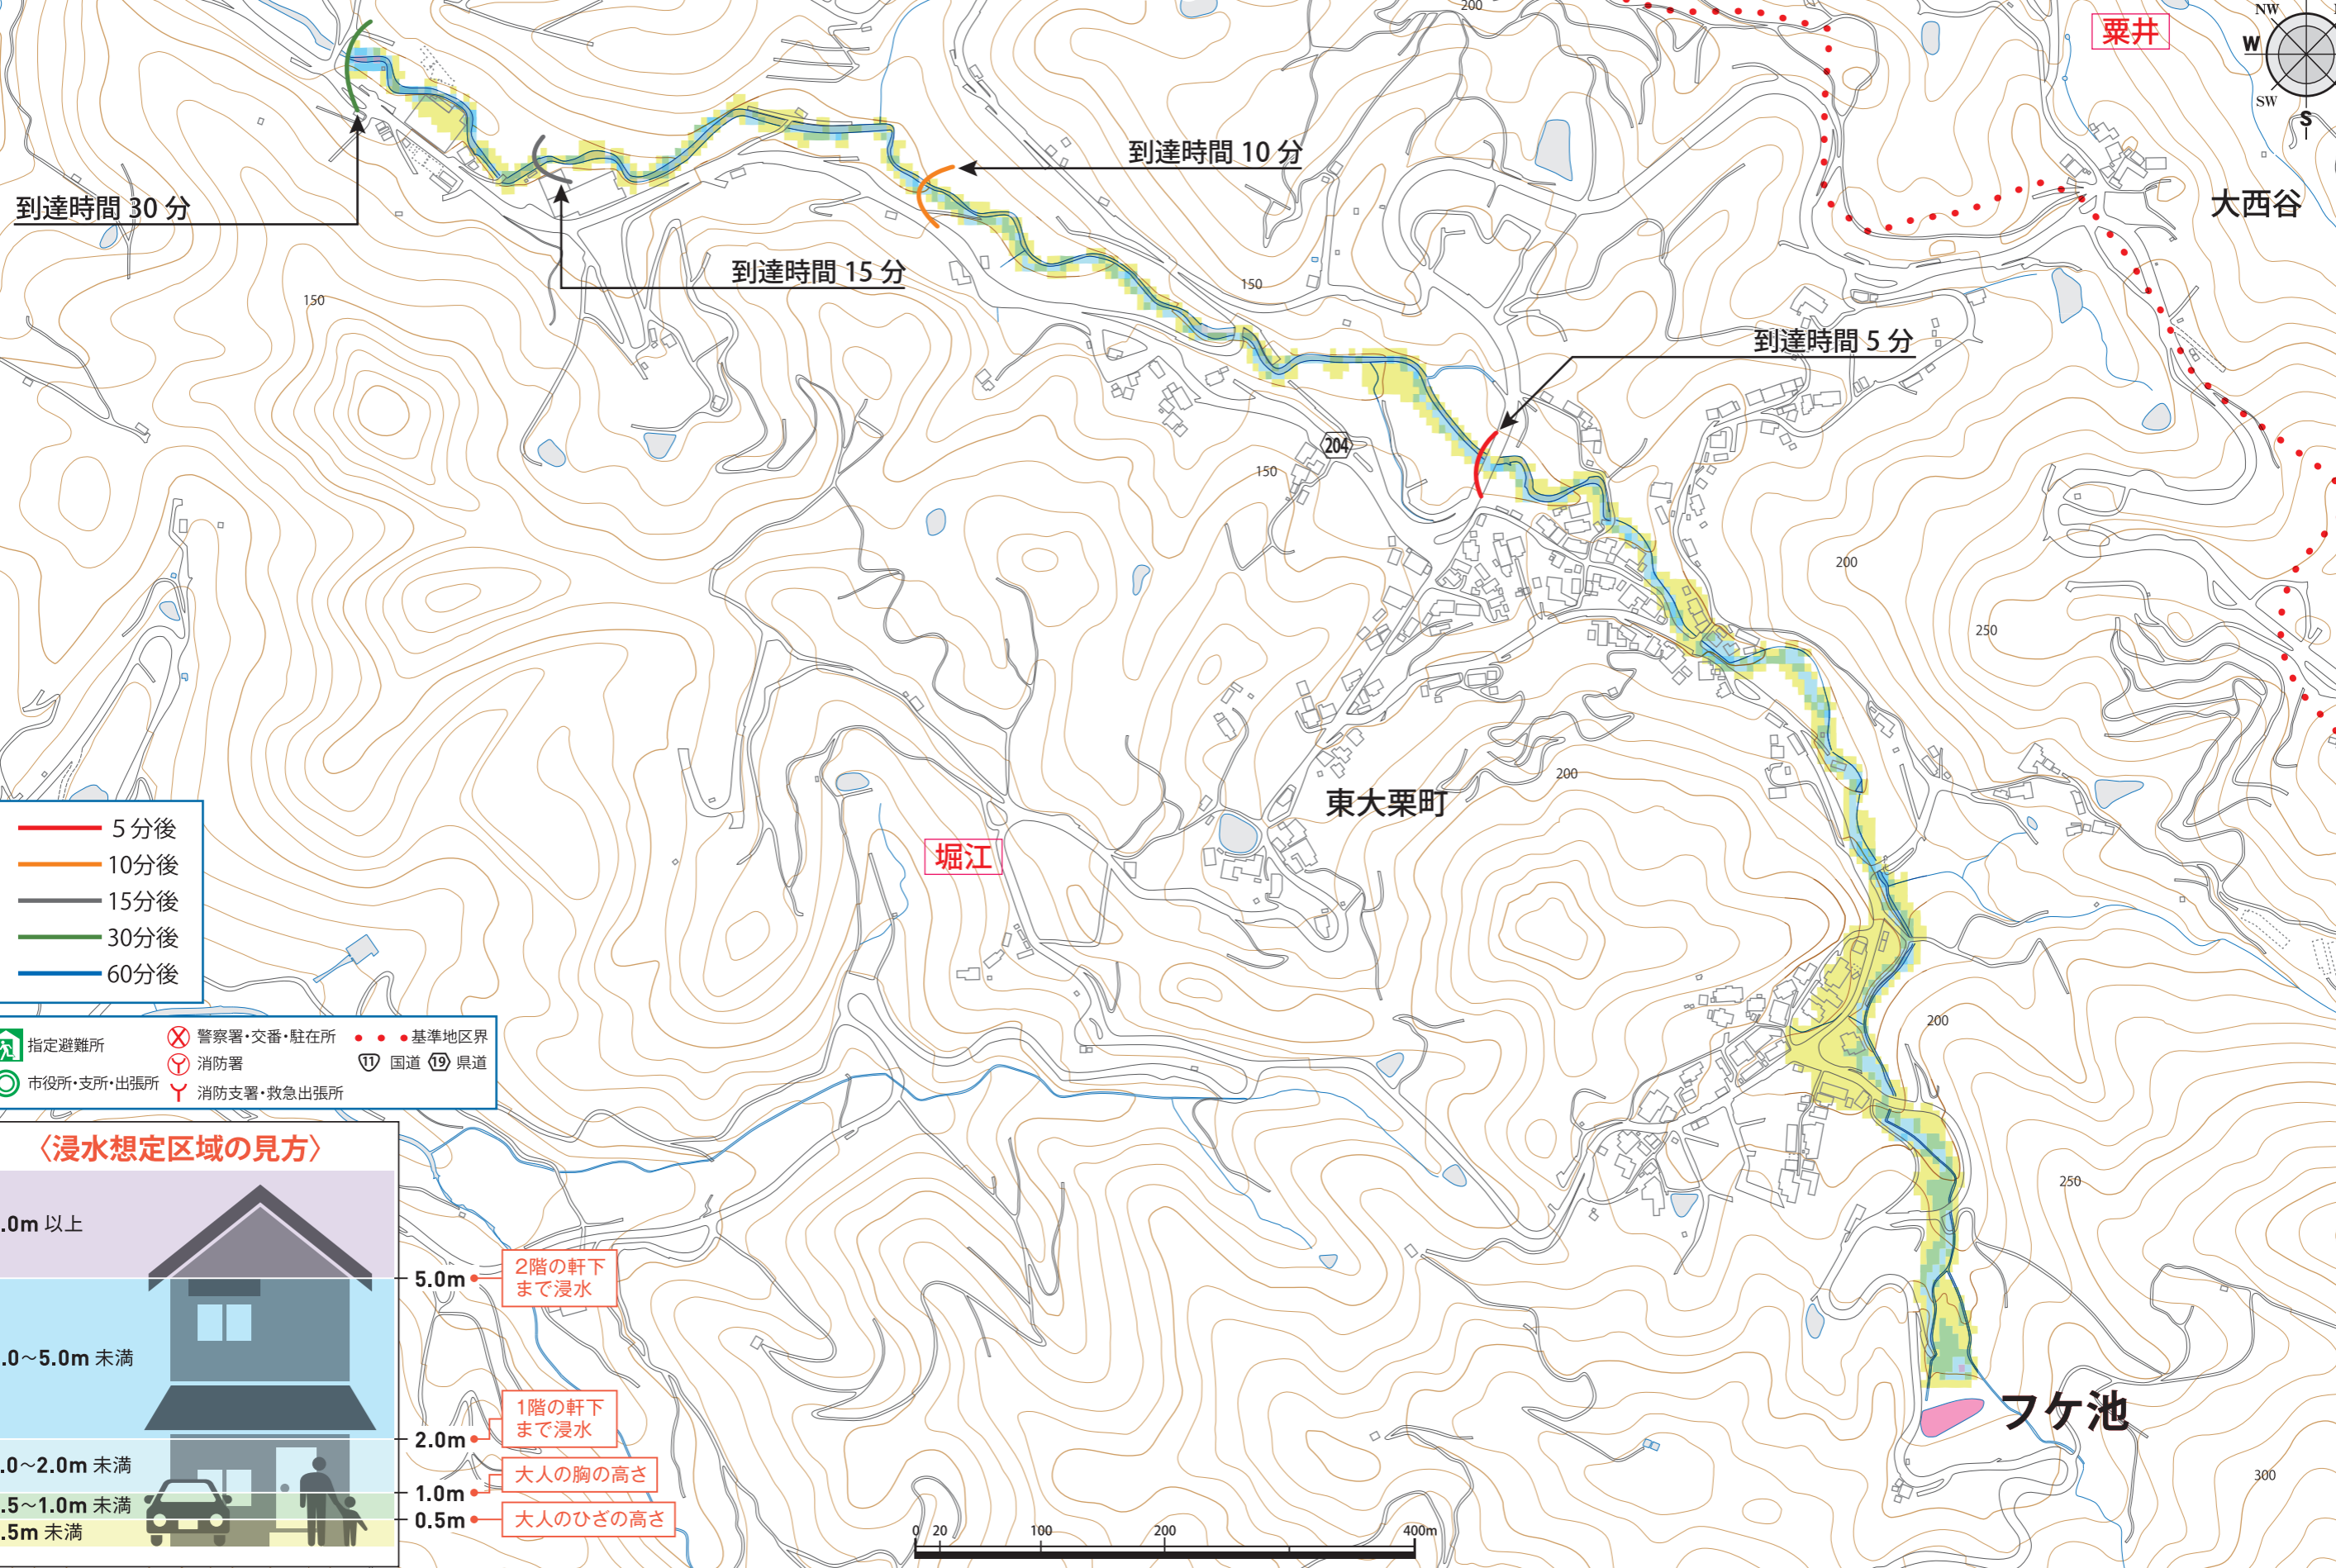 200
粟井
NW
W
SW
S
大西谷
到達時間 10 分
到達時間 30 分
到達時間 15 分
150
150
到達時間 5 分
204
150
200
250
200
東大栗町
堀江
5 分後
10分後
15分後
30分後
60分後
200
指定避難所
市役所・支所・出張所
警察署・交番・駐在所
消防署
消防支署・救急出張所
基準地区界
11 国道 19 県道
〈浸水想定区域の見方〉
.0m 以上
.0～5.0m 未満
.0～2.0m 未満
.5～1.0m 未満
.5m 未満
5.0m
2階の軒下
まで浸水
2.0m
1階の軒下
まで浸水
1.0m
大人の胸の高さ
0.5m
大人のひざの高さ
250
フケ池
300
0 20 100 200 400m